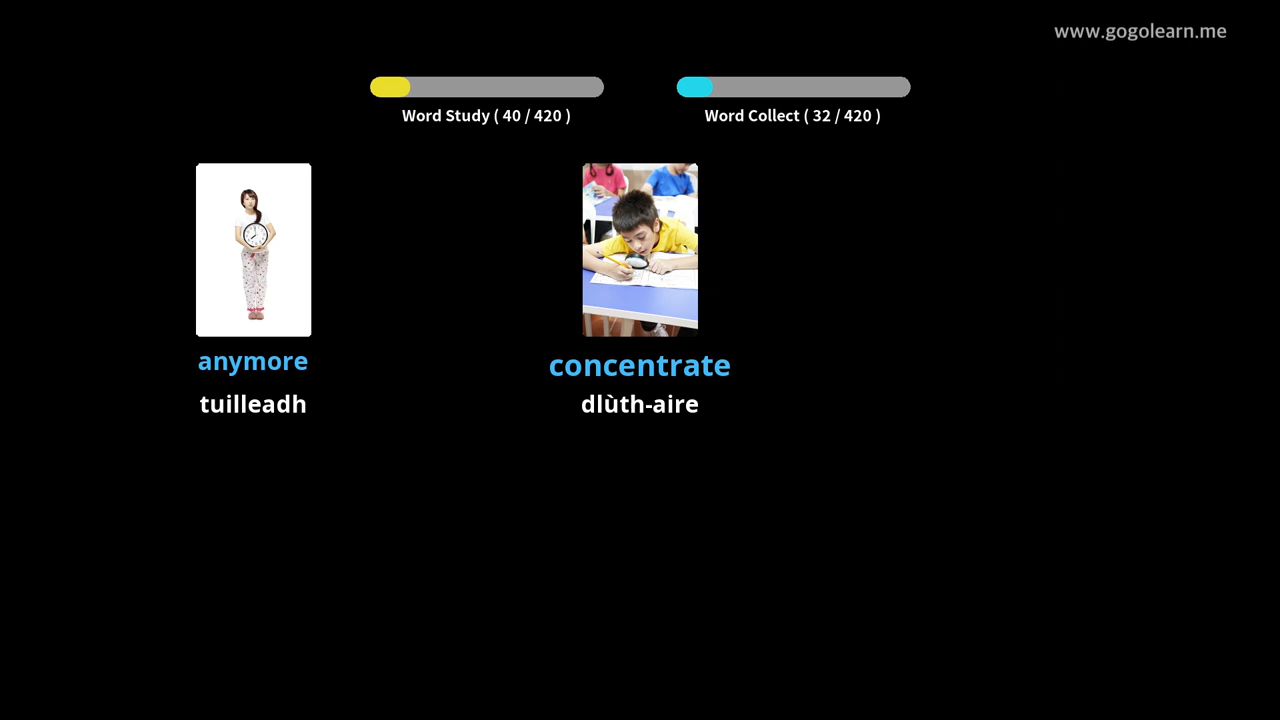 www.gogolearn.me
Word Study ( 40 / 420 )
Word Collect ( 32 / 420 )
anymore
tuilleadh
concentrate
dlùth-aire